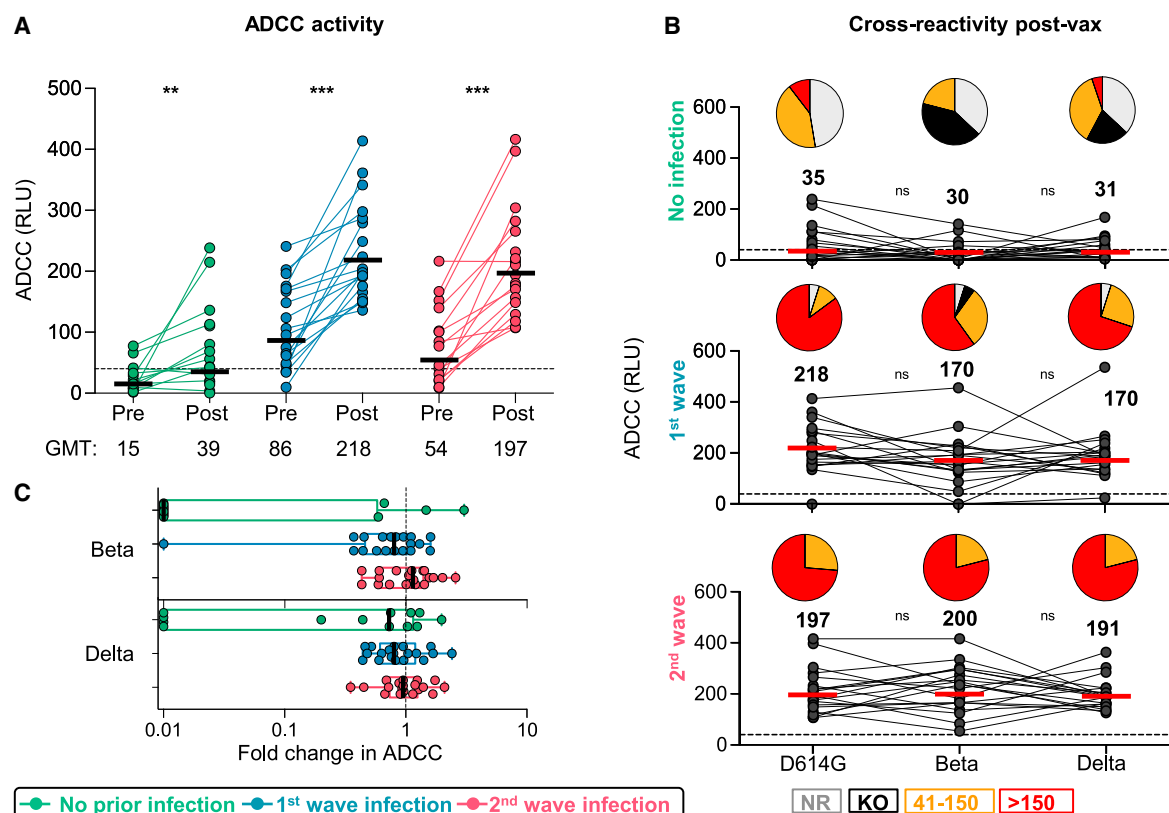 A
ADCC activity
ADCC (RLU)
500
400
300
200
100
0
** *** ***
Pre Post Pre Post Pre Post
GMT: 15 39 86 218 54 197
B
Cross-reactivity post-vax
ADCC (RLU)
No infection
600
400
200
0
35 ns 30 ns 31
1st wave
600
400
200
0
218 ns 170 ns 170
2nd wave
600
400
200
0
197 ns 200 ns 191
D614G Beta Delta
NR KO 41-150 >150
C
Beta
Delta
0.01 0.1 1 10
Fold change in ADCC
No prior infection 1st wave infection 2nd wave infection